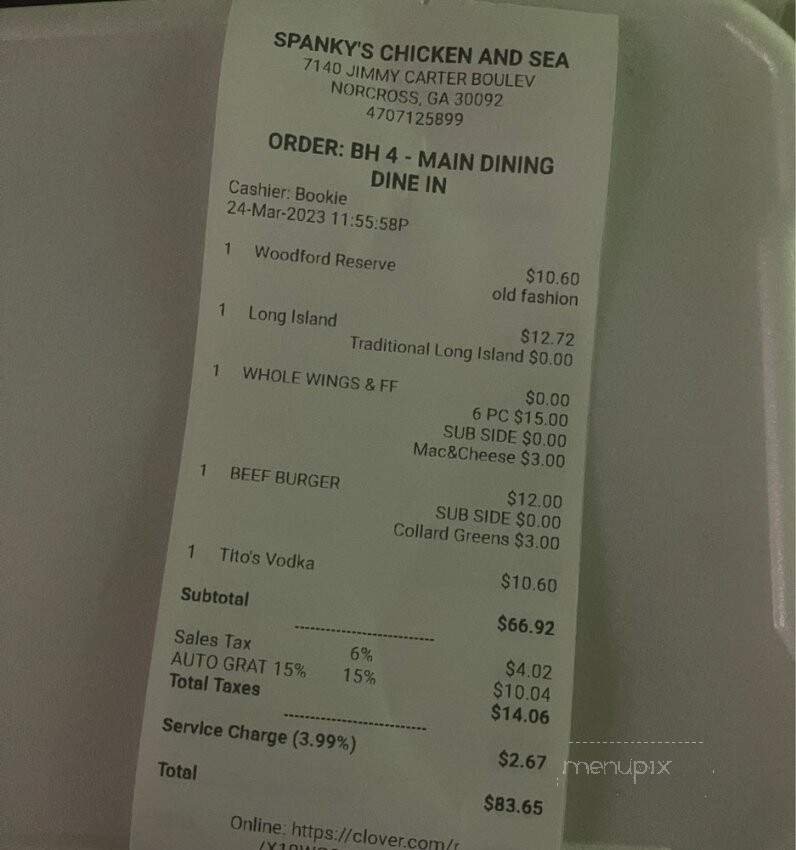 SPANKY'S CHICKEN AND SEA
7140 JIMMY CARTER BOULEV
NORCROSS, GA 30092
4707125899
ORDER: BH 4 - MAIN DINING
DINE IN
Cashier: Bookie
24-Mar-2023 11:55:58P
1 Woodford Reserve $10.60
old fashion
1 Long Island $12.72
Traditional Long Island $0.00
1 WHOLE WINGS & FF $0.00
6 PC $15.00
SUB SIDE $0.00
Mac&Cheese $3.00
1 BEEF BURGER $12.00
SUB SIDE $0.00
Collard Greens $3.00
1 Tito's Vodka $10.60
Subtotal $66.92
Sales Tax 6% $4.02
AUTO GRAT 15% 15% $10.04
Total Taxes $14.06
Service Charge (3.99%) $2.67
Total $83.65
Online: https://clover.com/r
menupix